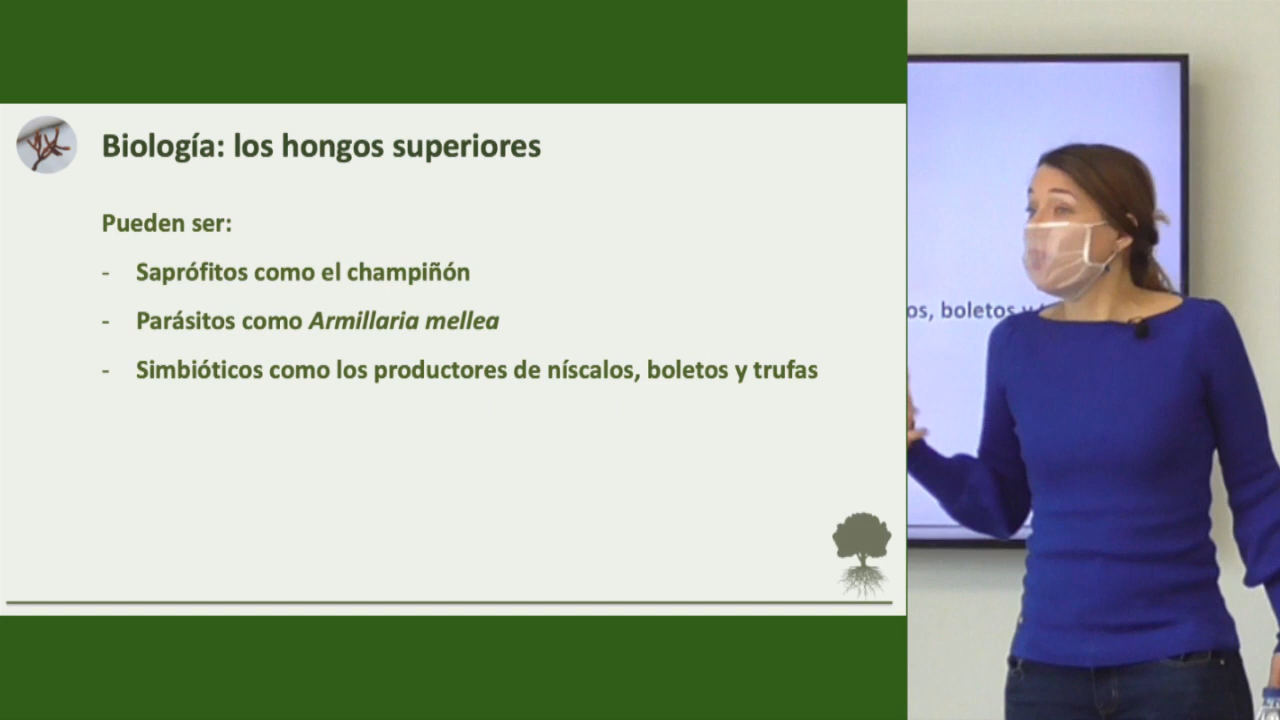 Biología: los hongos superiores
Pueden ser:
- Saprófitos como el champiñón
- Parásitos como Armillaria mellea
- Simbióticos como los productores de níscalos, boletos y trufas
os, boletos y